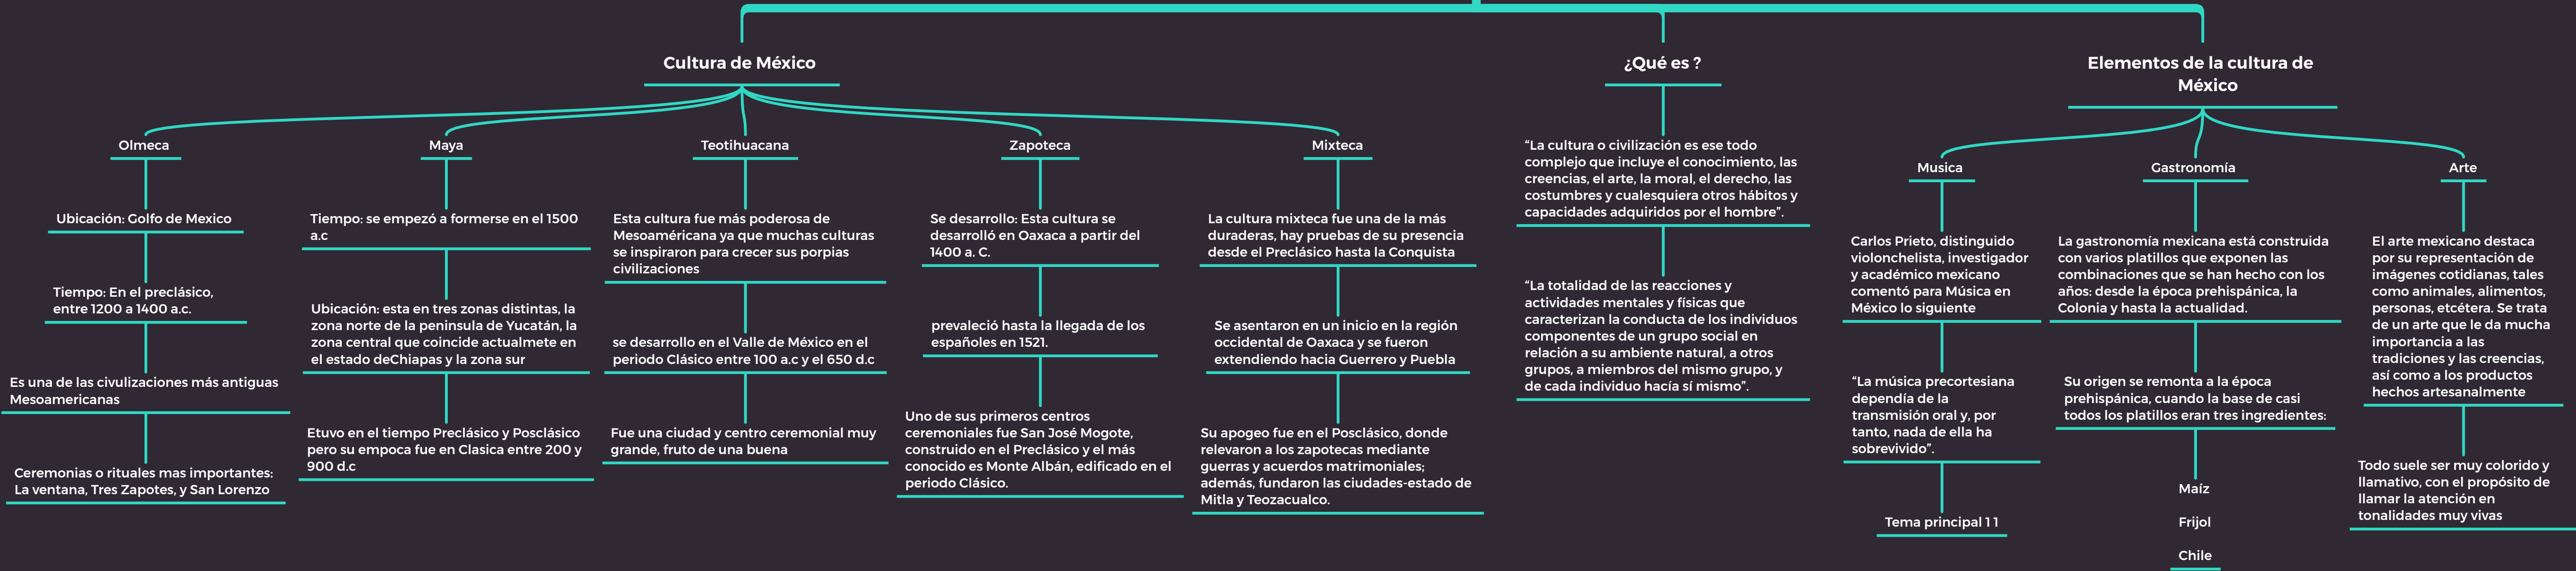 Cultura de México
Olmeca
Ubicación: Golfo de Mexico
Tiempo: En el preclásico,
entre 1200 a 1400 a.c.
Es una de las civulizaciones más antiguas
Mesoamericanas
Ceremonias o rituales mas importantes:
La ventana, Tres Zapotes, y San Lorenzo
Maya
Tiempo: se empezó a formerse en el 1500
a.c
Ubicación: esta en tres zonas distintas, la
zona norte de la peninsula de Yucatán, la
zona central que coincide actualmete en
el estado deChiapas y la zona sur
Etuvo en el tiempo Preclásico y Posclásico
pero su empoca fue en Clasica entre 200 y
900 d.c
Teotihuacana
Esta cultura fue más poderosa de
Mesoaméricana ya que muchas culturas
se inspiraron para crecer sus porpias
civilizaciones
se desarrollo en el Valle de México en el
periodo Clásico entre 100 a.c y el 650 d.c
Fue una ciudad y centro ceremonial muy
grande, fruto de una buena
Zapoteca
Se desarrollo: Esta cultura se
desarrolló en Oaxaca a partir del
1400 a. C.
prevaleció hasta la llegada de los
españoles en 1521.
Uno de sus primeros centros
ceremoniales fue San José Mogote,
construido en el Preclásico y el más
conocido es Monte Albán, edificado en el
periodo Clásico.
Mixteca
La cultura mixteca fue una de la más
duraderas, hay pruebas de su presencia
desde el Preclásico hasta la Conquista
Se asentaron en un inicio en la región
occidental de Oaxaca y se fueron
extendiendo hacia Guerrero y Puebla
Su apogeo fue en el Posclásico, donde
relevaron a los zapotecas mediante
guerras y acuerdos matrimoniales;
además, fundaron las ciudades-estado de
Mitla y Teozacualco.
¿Qué es ?
“La cultura o civilización es ese todo
complejo que incluye el conocimiento, las
creencias, el arte, la moral, el derecho, las
costumbres y cualesquiera otros hábitos y
capacidades adquiridos por el hombre”.
“La totalidad de las reacciones y
actividades mentales y físicas que
caracterizan la conducta de los individuos
componentes de un grupo social en
relación a su ambiente natural, a otros
grupos, a miembros del mismo grupo, y
de cada individuo hacía sí mismo”.
Elementos de la cultura de
México
Musica
Carlos Prieto, distinguido
violonchelista, investigador
y académico mexicano
comentó para Música en
México lo siguiente
“La música precortesiana
dependía de la
transmisión oral y, por
tanto, nada de ella ha
sobrevivido”.
Tema principal 1 1
Gastronomía
La gastronomía mexicana está construida
con varios platillos que exponen las
combinaciones que se han hecho con los
años: desde la época prehispánica, la
Colonia y hasta la actualidad.
Su origen se remonta a la época
prehispánica, cuando la base de casi
todos los platillos eran tres ingredientes:
Maíz
Frijol
Chile
Arte
El arte mexicano destaca
por su representación de
imágenes cotidianas, tales
como animales, alimentos,
personas, etcétera. Se trata
de un arte que le da mucha
importancia a las
tradiciones y las creencias,
así como a los productos
hechos artesanalmente
Todo suele ser muy colorido y
llamativo, con el propósito de
llamar la atención en
tonalidades muy vivas